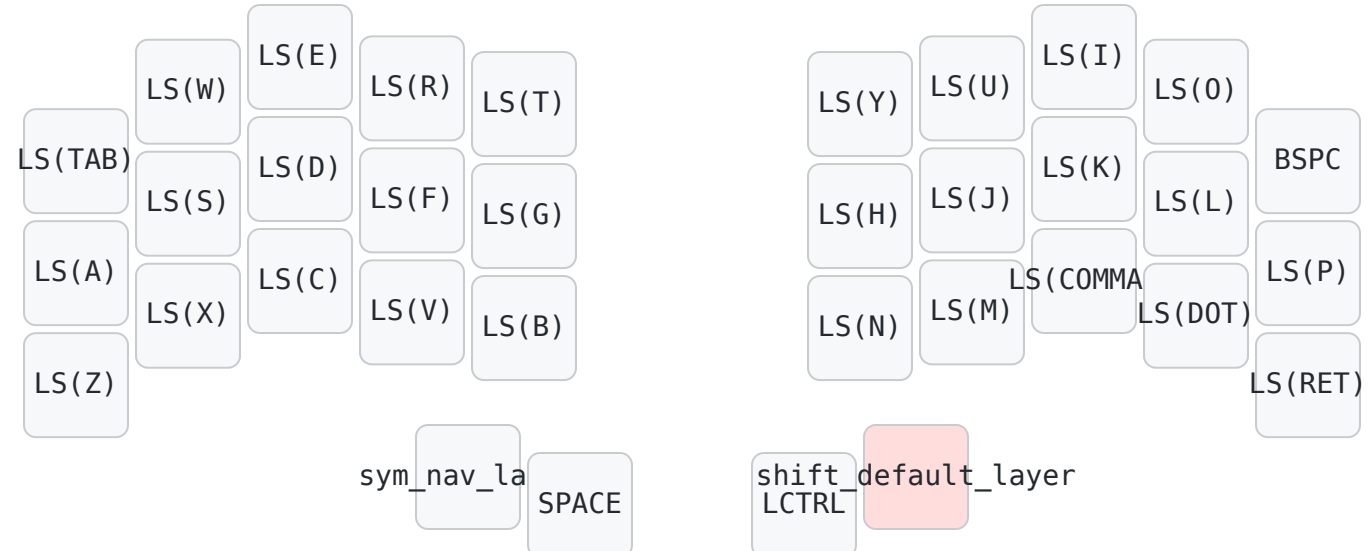 LS(TAB)
LS(W)
LS(E)
LS(R)
LS(T)
LS(Y)
LS(U)
LS(I)
LS(O)
BSPC
LS(A)
LS(S)
LS(D)
LS(F)
LS(G)
LS(H)
LS(J)
LS(K)
LS(L)
LS(P)
LS(Z)
LS(X)
LS(C)
LS(V)
LS(B)
LS(N)
LS(M)
LS(COMMA
LS(DOT)
LS(RET)
sym_nav_la
SPACE
LCTRL
shift_default_layer